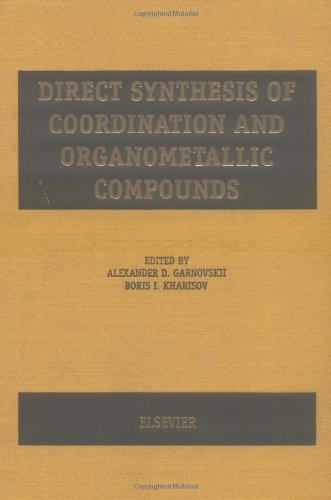 DIRECT SYNTHESIS OF
COORDINATION AND
ORGANOMETALLIC
COMPOUNDS
EDITED BY
ALEXANDER D. GARNOVSKII
BORIS I. KHARISOV
ELSEVIER